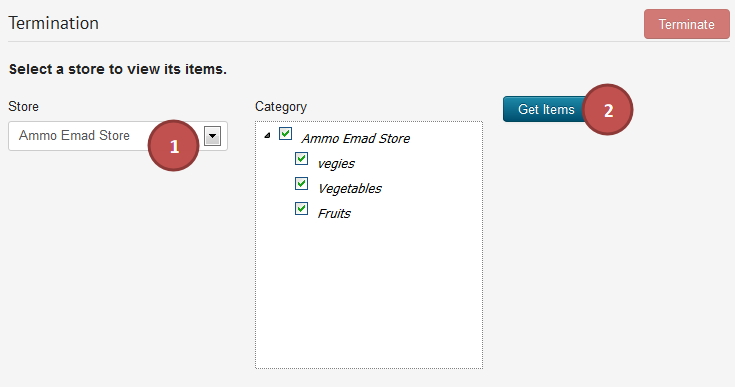 Termination
Terminate
Select a store to view its items.
Store
Category
Get Items
2
Ammo Emad Store
1
Ammo Emad Store
vegies
Vegetables
Fruits